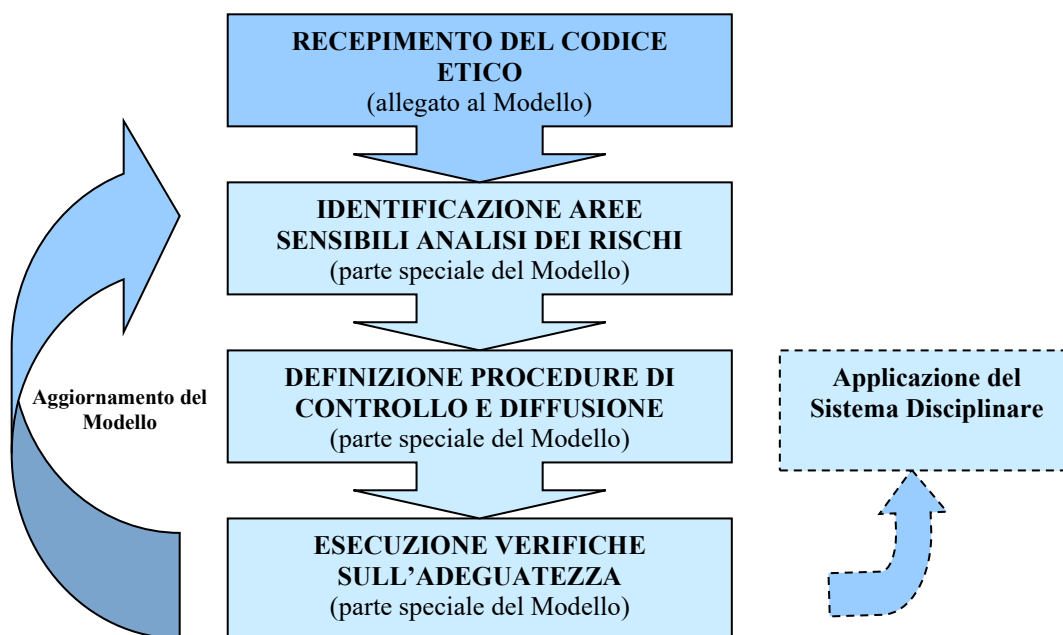 RECEPIMENTO DEL CODICE
ETICO
(allegato al Modello)
IDENTIFICAZIONE AREE
SENSIBILI ANALISI DEI RISCHI
(parte speciale del Modello)
DEFINIZIONE PROCEDURE DI
CONTROLLO E DIFFUSIONE
(parte speciale del Modello)
Aggiornamento del
Modello
Applicazione del
Sistema Disciplinare
ESECUZIONE VERIFICHE
SULL’ADEGUATEZZA
(parte speciale del Modello)